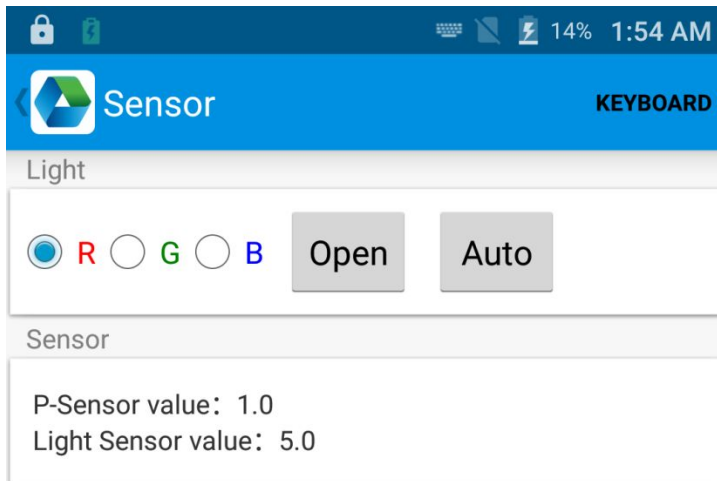 14% 1:54 AM
Sensor KEYBOARD
Light
R G B Open Auto
Sensor
P-Sensor value：1.0
Light Sensor value：5.0